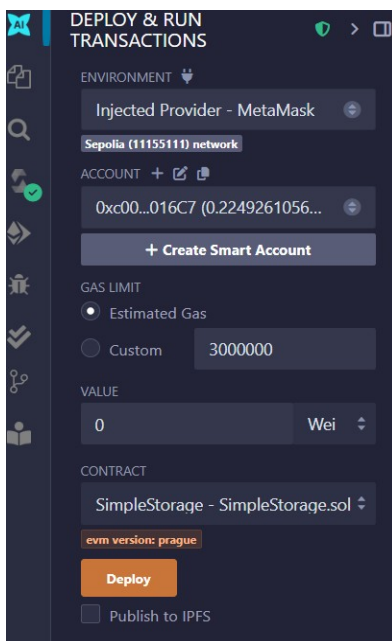 AI
DEPLOY & RUN
TRANSACTIONS
ENVIRONMENT
Injected Provider - MetaMask
Sepolia (11155111) network
ACCOUNT
0xc00...016C7 (0.2249261056...
+ Create Smart Account
GAS LIMIT
Estimated Gas
Custom 3000000
VALUE
0 Wei
CONTRACT
SimpleStorage - SimpleStorage.sol
evm version: prague
Deploy
Publish to IPFS